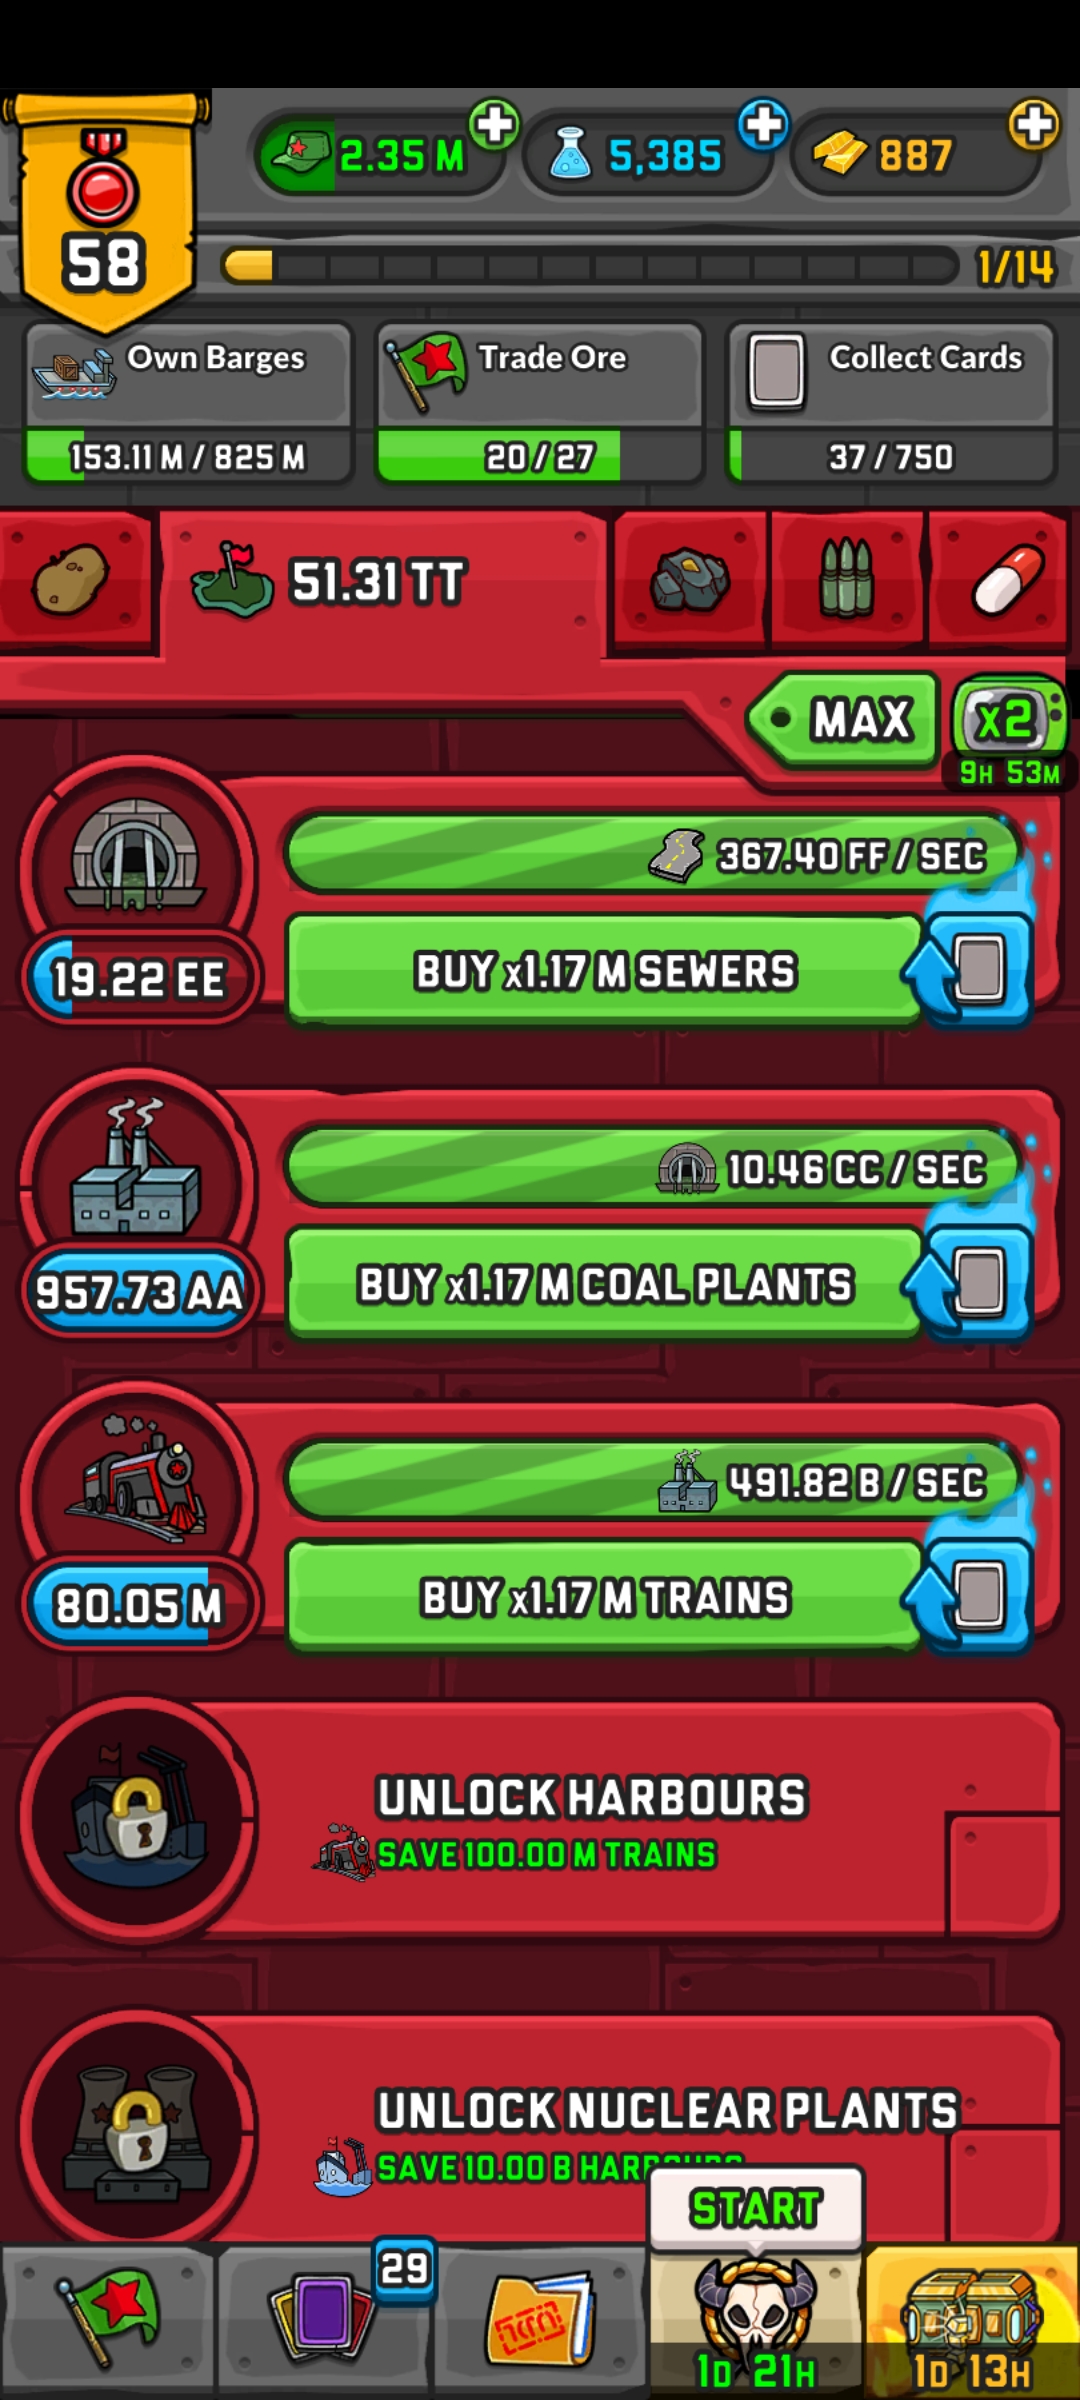 2.35 M
5,385
887
58
1/14
Own Barges
153.11 M / 825 M
Trade Ore
20 / 27
Collect Cards
37 / 750
51.31 TT
MAX
x2
9H 53M
367.40 FF / SEC
19.22 EE
BUY x1.17 M SEWERS
10.46 CC / SEC
957.73 AA
BUY x1.17 M COAL PLANTS
491.82 B / SEC
80.05 M
BUY x1.17 M TRAINS
UNLOCK HARBOURS
SAVE 100.00 M TRAINS
UNLOCK NUCLEAR PLANTS
SAVE 10.00 B HARBOURS
START
29
1D 21H
1D 13H